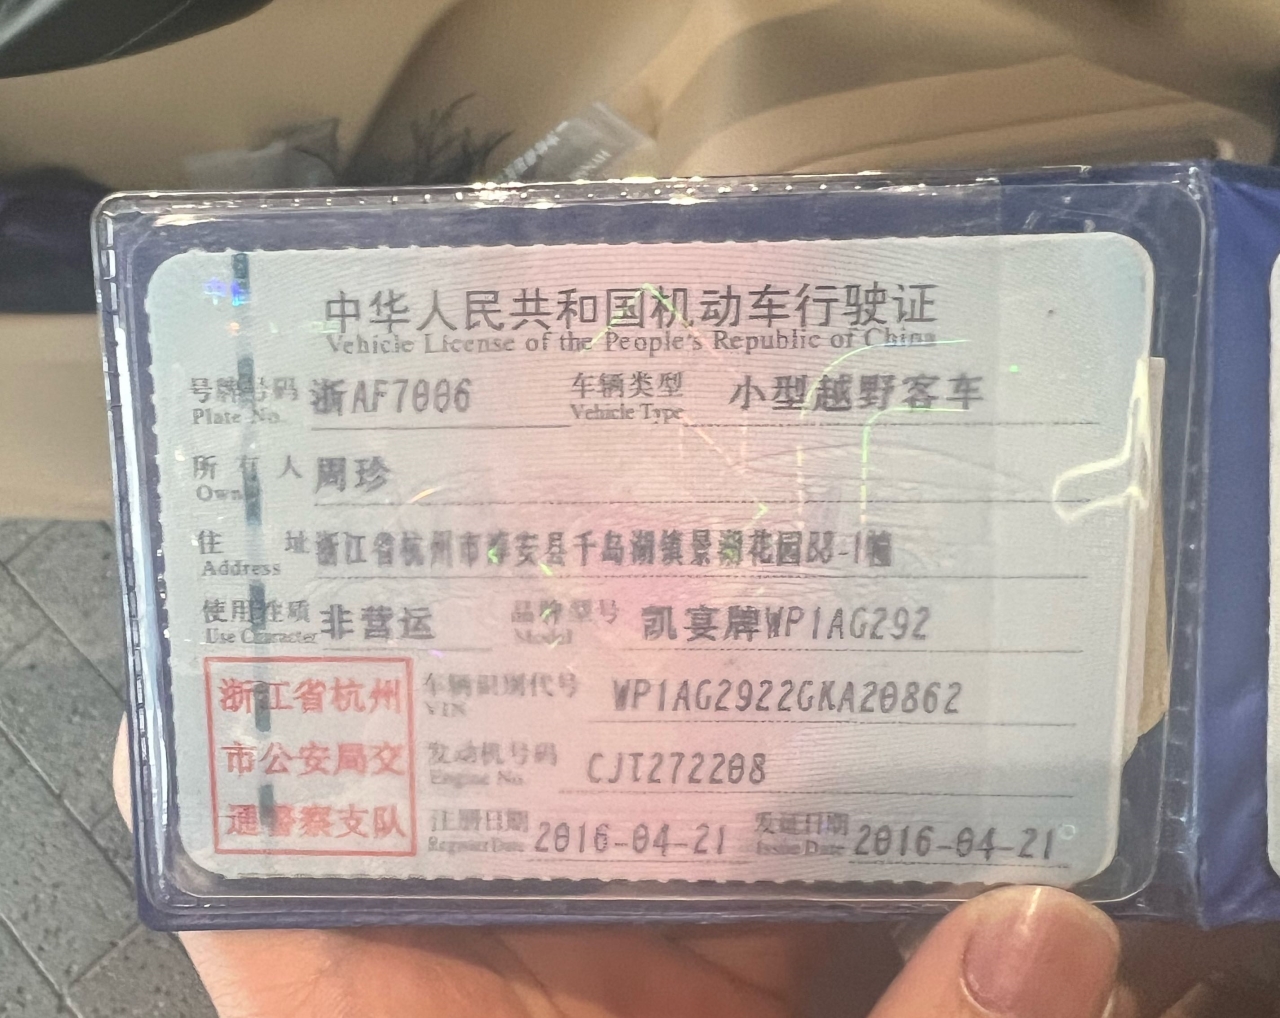 中华人民共和国机动车行驶证
Vehicle License of the People's Republic of China
号牌号码 浙AF7006 车辆类型 小型越野客车
Plate No. Vehicle Type
所有人 周珍
Owner
住址 浙江省杭州市淳安县千岛湖镇景湖花园B8-1幢
Address
使用性质 非营运 品牌型号 凯宴牌WP1AG292
Use Character Model
浙江省杭州 车辆识别代号 WP1AG2922GKA20862
VIN
市公安局交 发动机号码 CJT272208
Engine No.
通警察支队 注册日期 2016-04-21 发证日期 2016-04-21
Register Date Issue Date